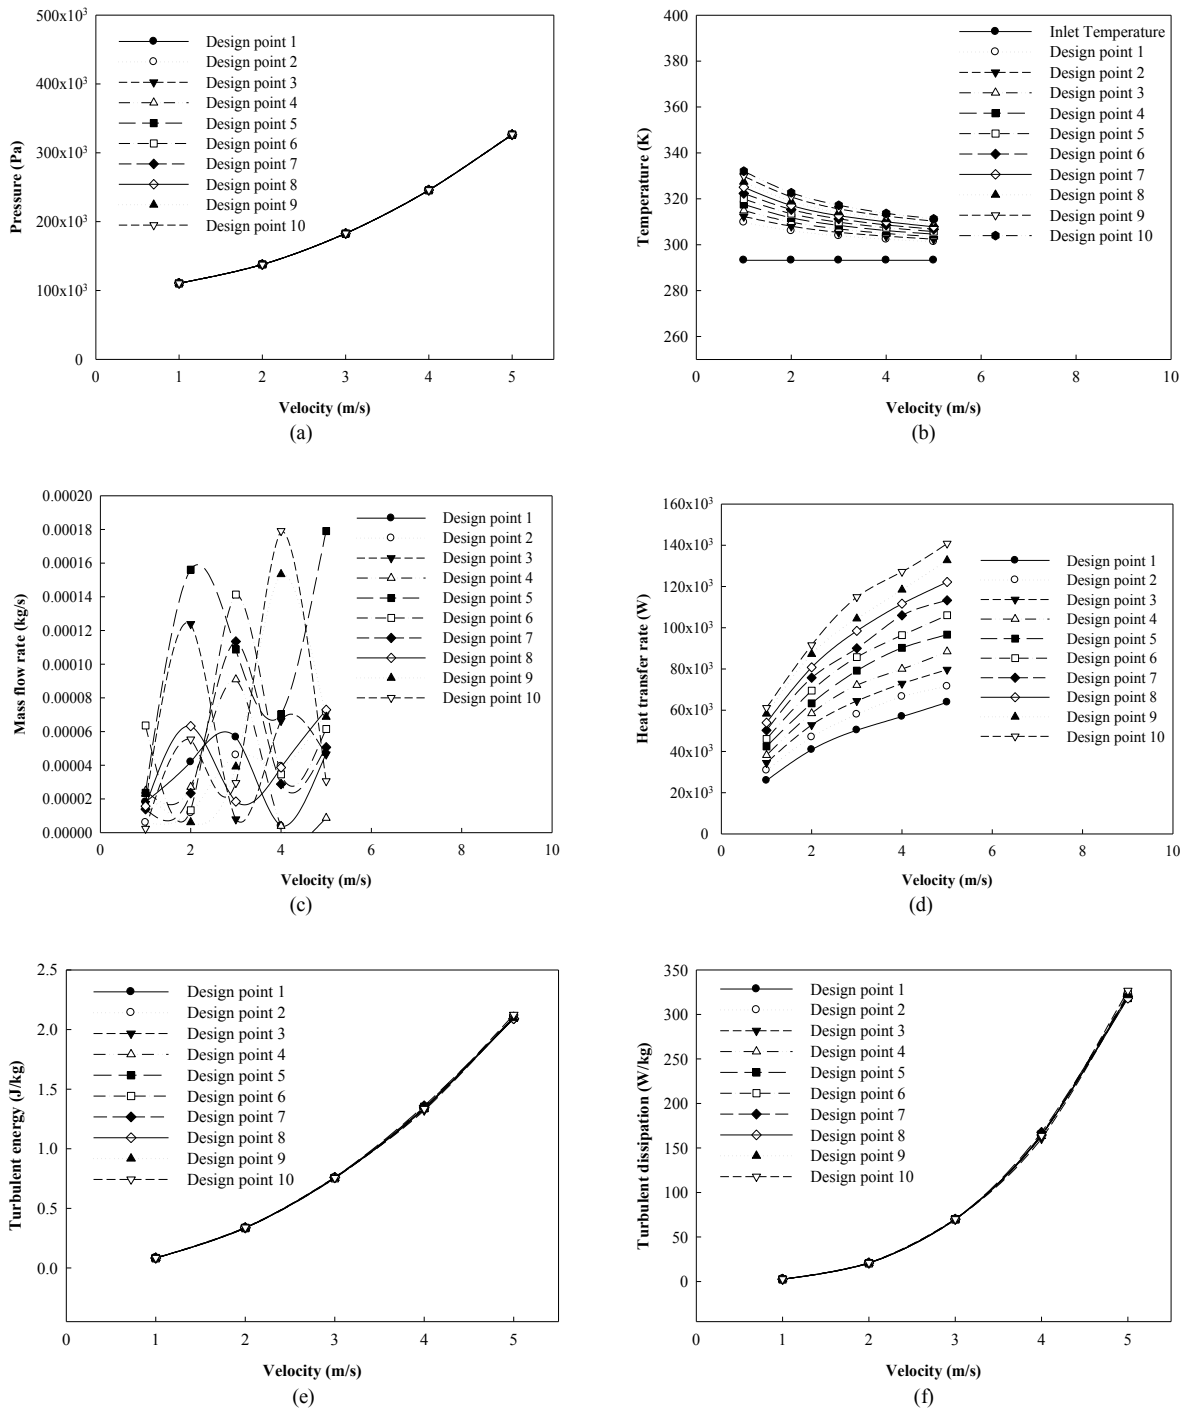 500x10³
400x10³
300x10³
200x10³
100x10³
0
Pressure (Pa)
Design point 1
Design point 2
Design point 3
Design point 4
Design point 5
Design point 6
Design point 7
Design point 8
Design point 9
Design point 10
0 1 2 3 4 5
Velocity (m/s)
(a)
400
380
360
340
320
300
280
260
Temperature (K)
Inlet Temperature
Design point 1
Design point 2
Design point 3
Design point 4
Design point 5
Design point 6
Design point 7
Design point 8
Design point 9
Design point 10
0 2 4 6 8 10
Velocity (m/s)
(b)
0.00020
0.00018
0.00016
0.00014
0.00012
0.00010
0.00008
0.00006
0.00004
0.00002
0.00000
Mass flow rate (kg/s)
Design point 1
Design point 2
Design point 3
Design point 4
Design point 5
Design point 6
Design point 7
Design point 8
Design point 9
Design point 10
0 2 4 6 8 10
Velocity (m/s)
(c)
160x10³
140x10³
120x10³
100x10³
80x10³
60x10³
40x10³
20x10³
0
Heat transfer rate (W)
Design point 1
Design point 2
Design point 3
Design point 4
Design point 5
Design point 6
Design point 7
Design point 8
Design point 9
Design point 10
0 2 4 6 8 10
Velocity (m/s)
(d)
2.5
2.0
1.5
1.0
0.5
0.0
Turbulent energy (J/kg)
Design point 1
Design point 2
Design point 3
Design point 4
Design point 5
Design point 6
Design point 7
Design point 8
Design point 9
Design point 10
0 1 2 3 4 5
Velocity (m/s)
(e)
350
300
250
200
150
100
50
0
Turbulent dissipation (W/kg)
Design point 1
Design point 2
Design point 3
Design point 4
Design point 5
Design point 6
Design point 7
Design point 8
Design point 9
Design point 10
0 1 2 3 4 5
Velocity (m/s)
(f)